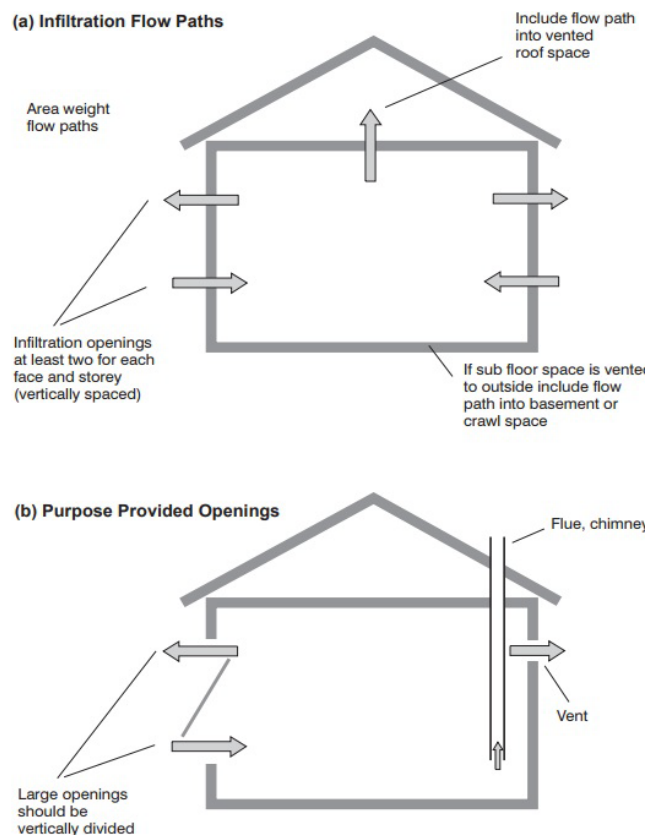 (a) Infiltration Flow Paths
Include flow path
into vented
roof space
Area weight
flow paths
Infiltration openings
at least two for each
face and storey
(vertically spaced)
If sub floor space is vented
to outside include flow
path into basement or
crawl space
(b) Purpose Provided Openings
Flue, chimney
Vent
Large openings
should be
vertically divided